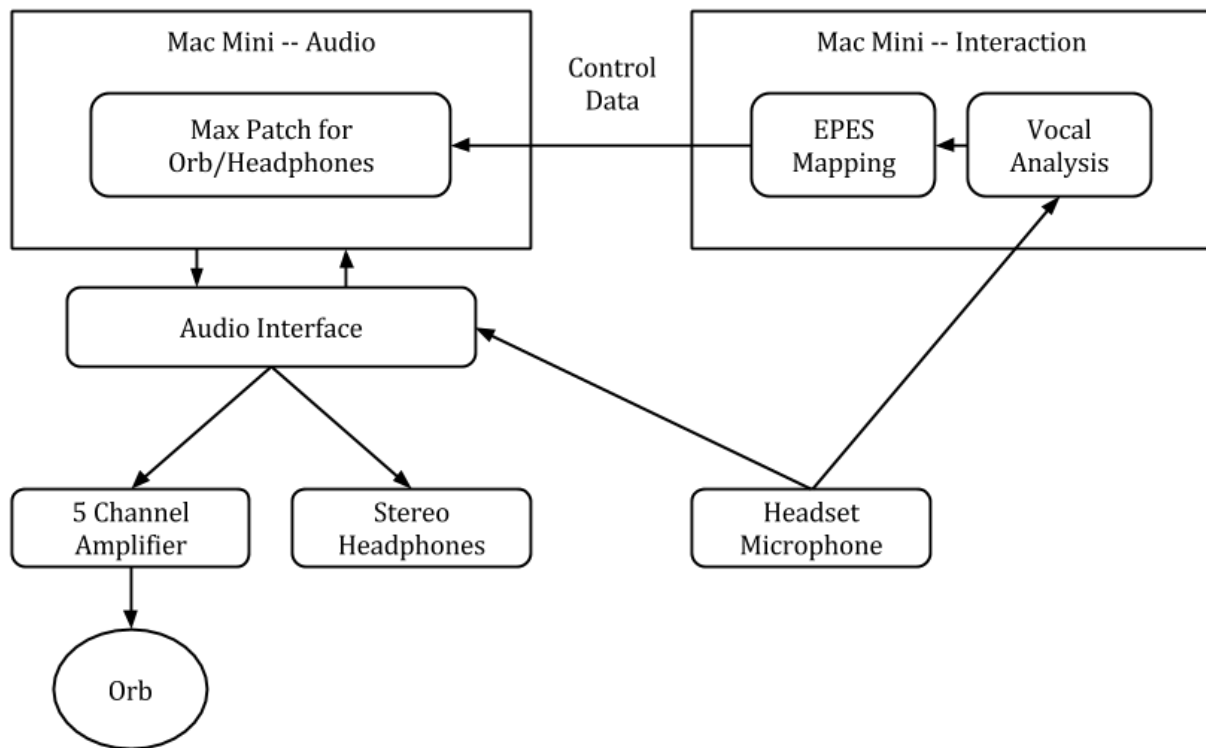 Mac Mini -- Audio
Max Patch for
Orb/Headphones
Control
Data
Mac Mini -- Interaction
EPES
Mapping
Vocal
Analysis
Audio Interface
5 Channel
Amplifier
Stereo
Headphones
Headset
Microphone
Orb